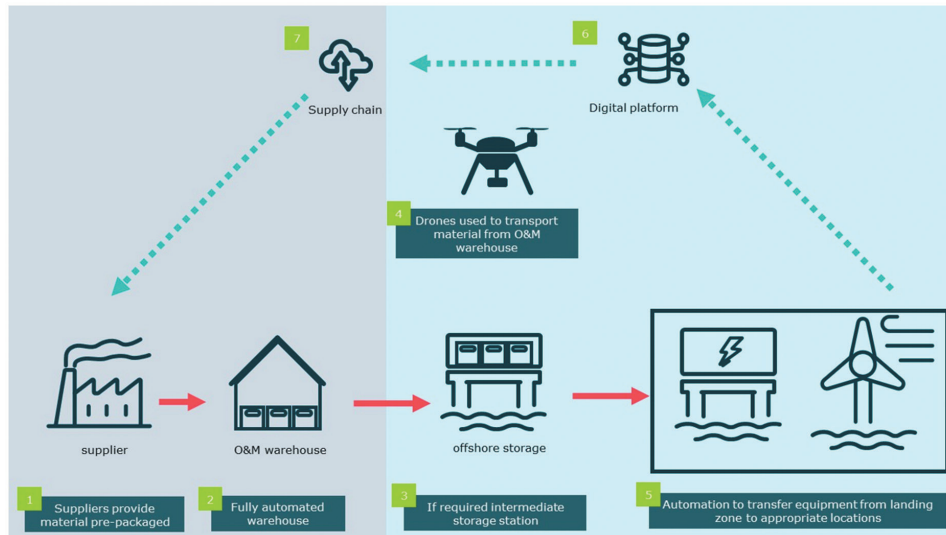 7
Supply chain
6
Digital platform
4
Drones used to transport
material from O&M
warehouse
supplier
O&M warehouse
offshore storage
1
Suppliers provide
material pre-packaged
2
Fully automated
warehouse
3
If required intermediate
storage station
5
Automation to transfer equipment from landing
zone to appropriate locations